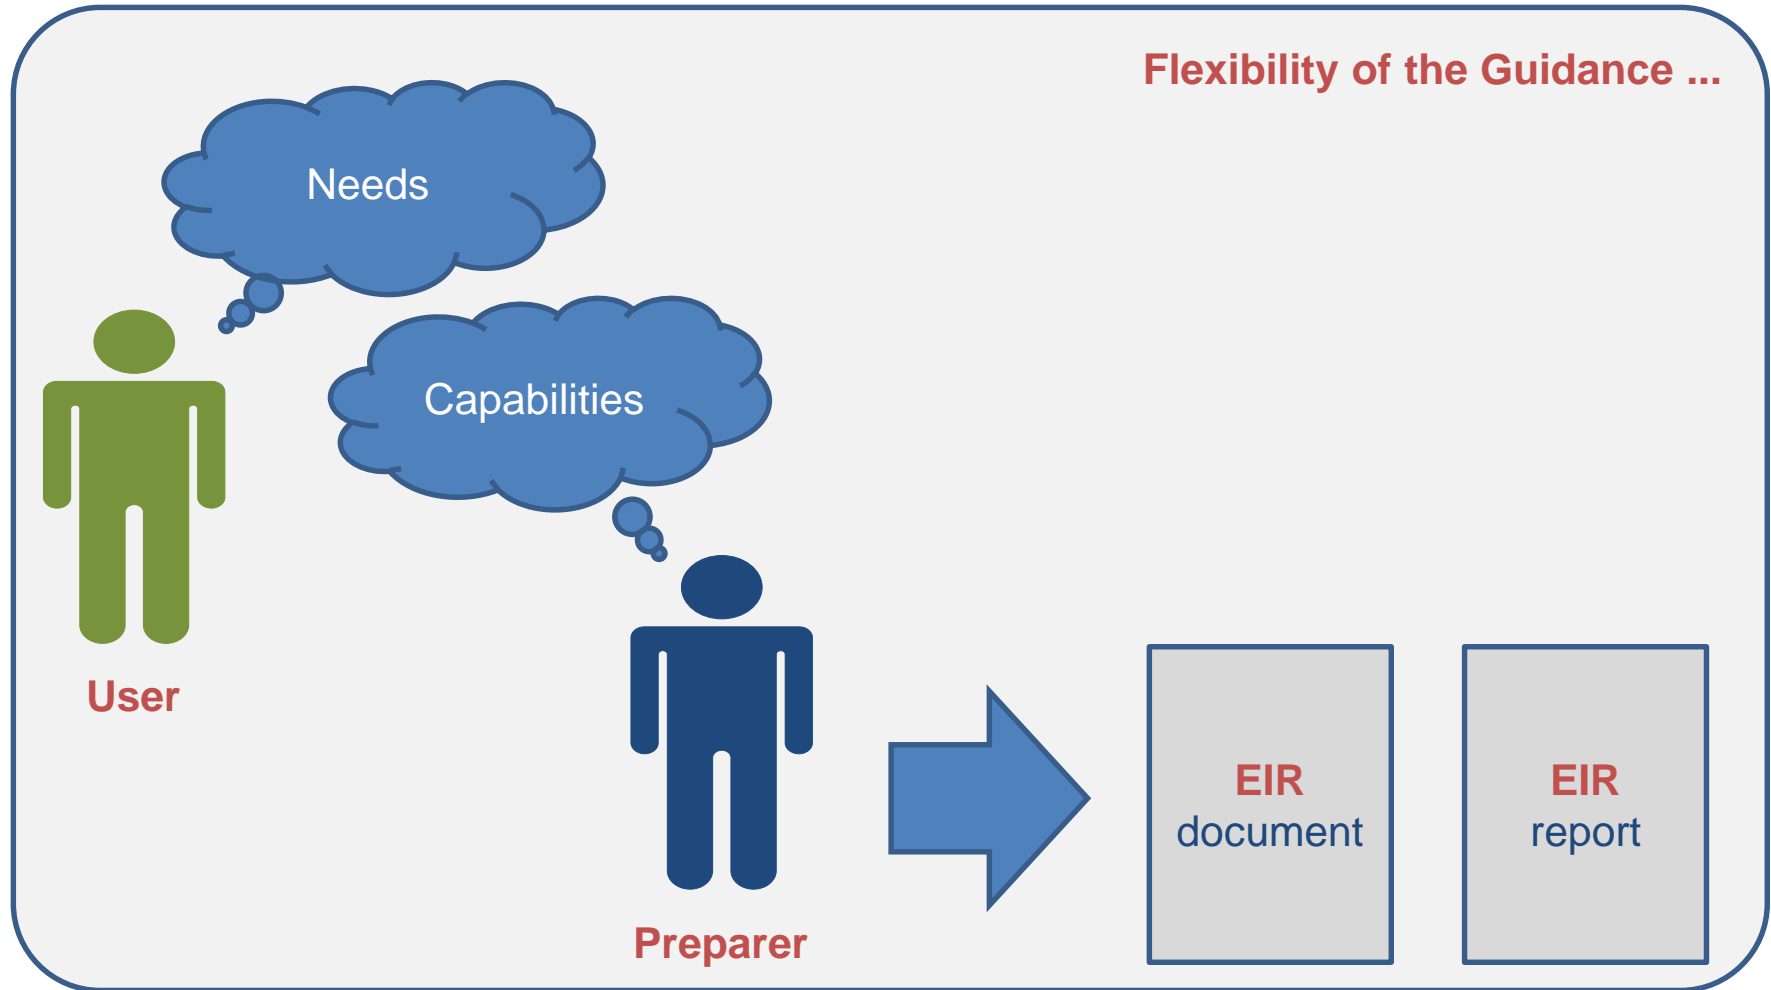 Flexibility of the Guidance ...
Needs
Capabilities
User
Preparer
EIR
document
EIR
report